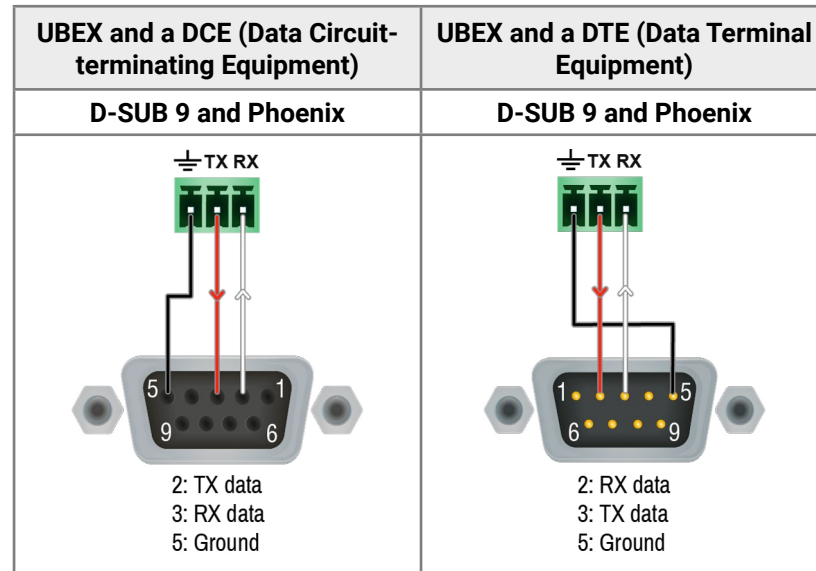 UBEX and a DCE (Data Circuit-
terminating Equipment)
UBEX and a DTE (Data Terminal
Equipment)
D-SUB 9 and Phoenix
D-SUB 9 and Phoenix
TX RX
5 1
9 6
2: TX data
3: RX data
5: Ground
TX RX
1 5
6 9
2: RX data
3: TX data
5: Ground